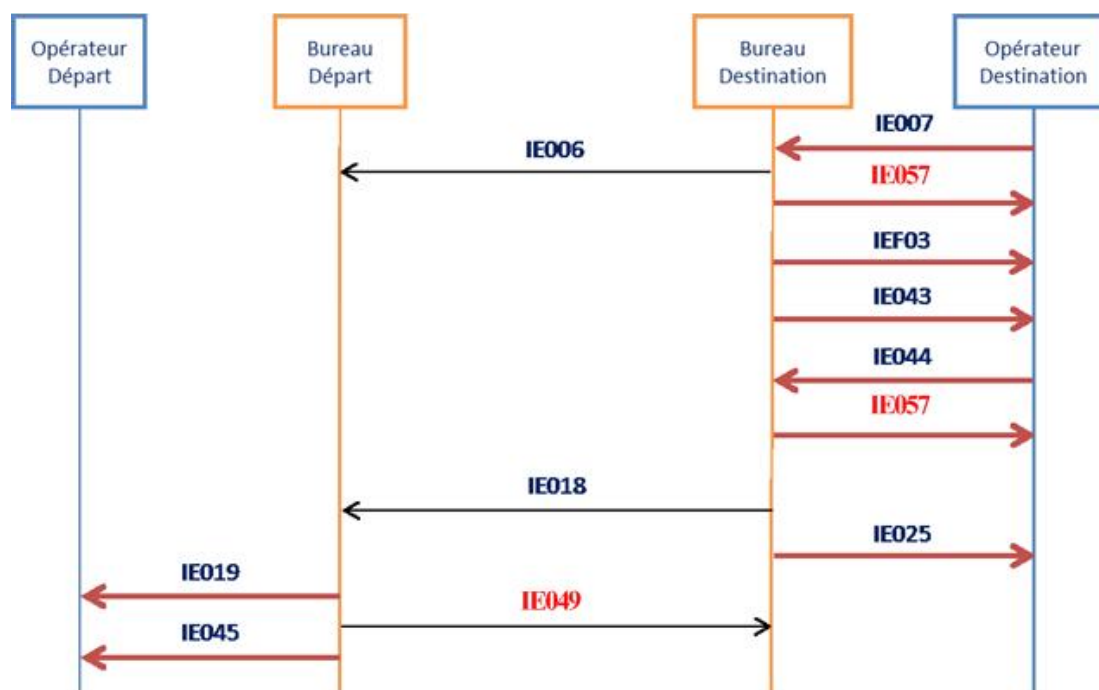 Opérateur
Départ
Bureau
Départ
Bureau
Destination
Opérateur
Destination
IE007
IE006
IE057
IEF03
IE043
IE044
IE057
IE018
IE025
IE019
IE049
IE045